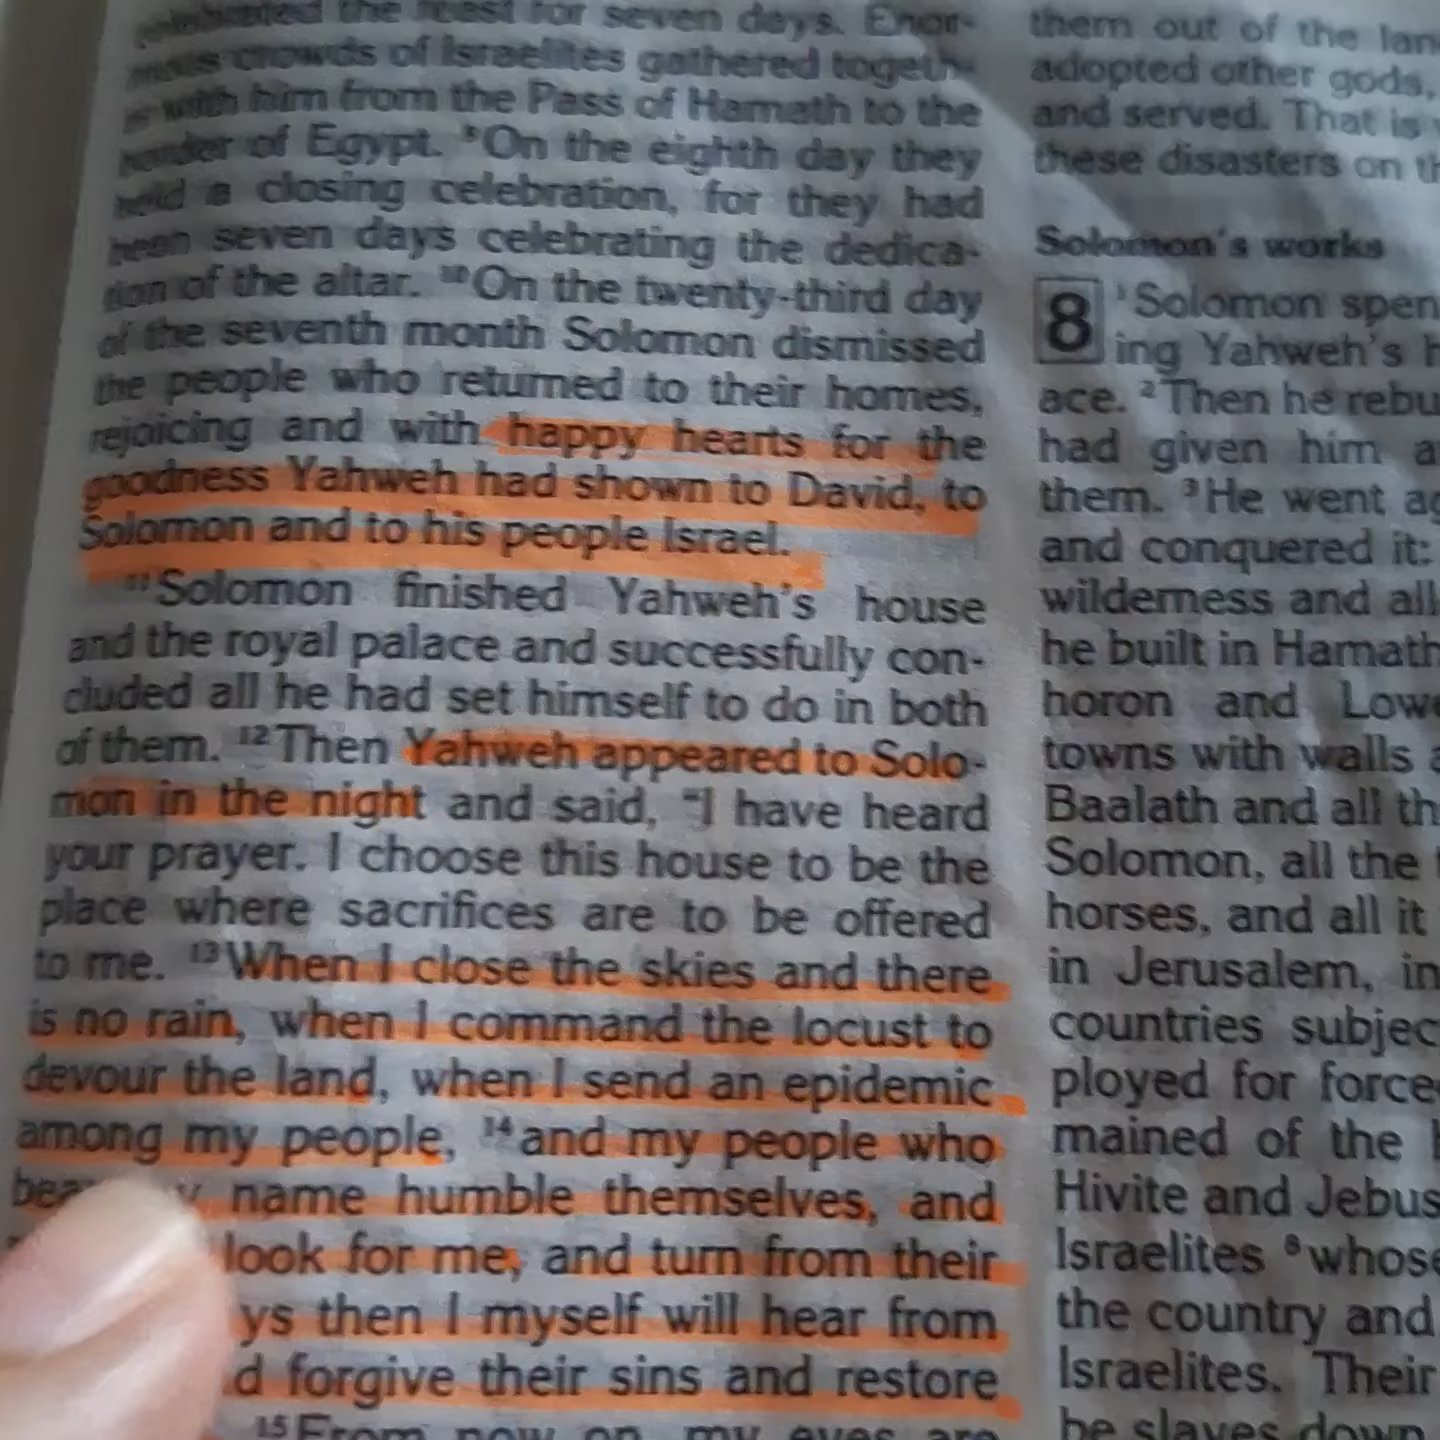 celebrated the feast for seven days. Enor-
mous crowds of Israelites gathered togeth-
with him from the Pass of Hamath to the
border of Egypt. 9On the eighth day they
held a closing celebration, for they had
been seven days celebrating the dedica-
tion of the altar. 10On the twenty-third day
of the seventh month Solomon dismissed
the people who returned to their homes,
rejoicing and with happy hearts for the
goodness Yahweh had shown to David, to
Solomon and to his people Israel.
11Solomon finished Yahweh's house
and the royal palace and successfully con-
cluded all he had set himself to do in both
of them. 12Then Yahweh appeared to Solo-
mon in the night and said, "I have heard
your prayer. I choose this house to be the
place where sacrifices are to be offered
to me. 13When I close the skies and there
is no rain, when I command the locust to
devour the land, when I send an epidemic
among my people, 14and my people who
name humble themselves, and
look for me, and turn from their
ys then I myself will hear from
d forgive their sins and restore
15From now on, my eyes are
them out of the lan
adopted other gods,
and served. That is
these disasters on th
Solomon's works
8 1Solomon spen
ing Yahweh's h
ace. 2Then he rebu
had given him a
them. 3He went ag
and conquered it:
wilderness and all
he built in Hamath
horon and Lowe
towns with walls a
Baalath and all th
Solomon, all the
horses, and all it
in Jerusalem, in
countries subjec
ployed for force
mained of the
Hivite and Jebus
Israelites 8whose
the country and
Israelites. Their
be slaves down